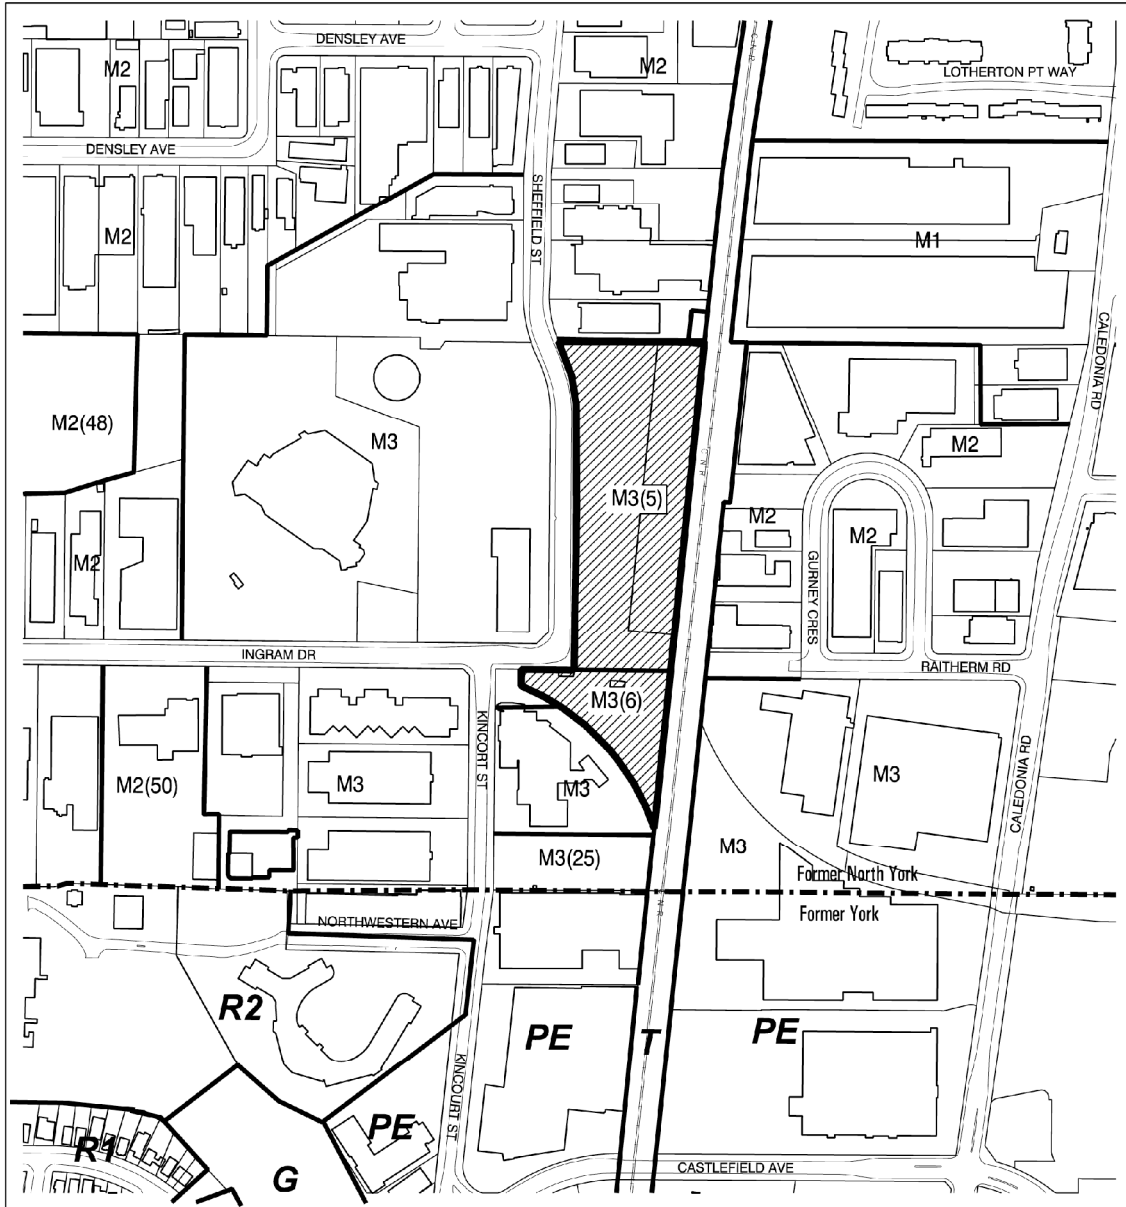 DENSLEY AVE
M2
M2
C N R
LOTHERTON PT WAY
DENSLEY AVE
SHEFFIELD ST
M2
M1
CALEDONIA RD
M2(48)
M3
M2
C N R
M3(5)
M2
M2
M2
GURNEY CRES
INGRAM DR
RAITHERM RD
M3(6)
KINCORT ST
M2(50)
M3
M3
M3
CALEDONIA RD
M3(25)
M3
Former North York
Former York
C N R
NORTHWESTERN AVE
R2
PE
T
PE
KINCOURT ST
PE
R1
G
CASTLEFIELD AVE